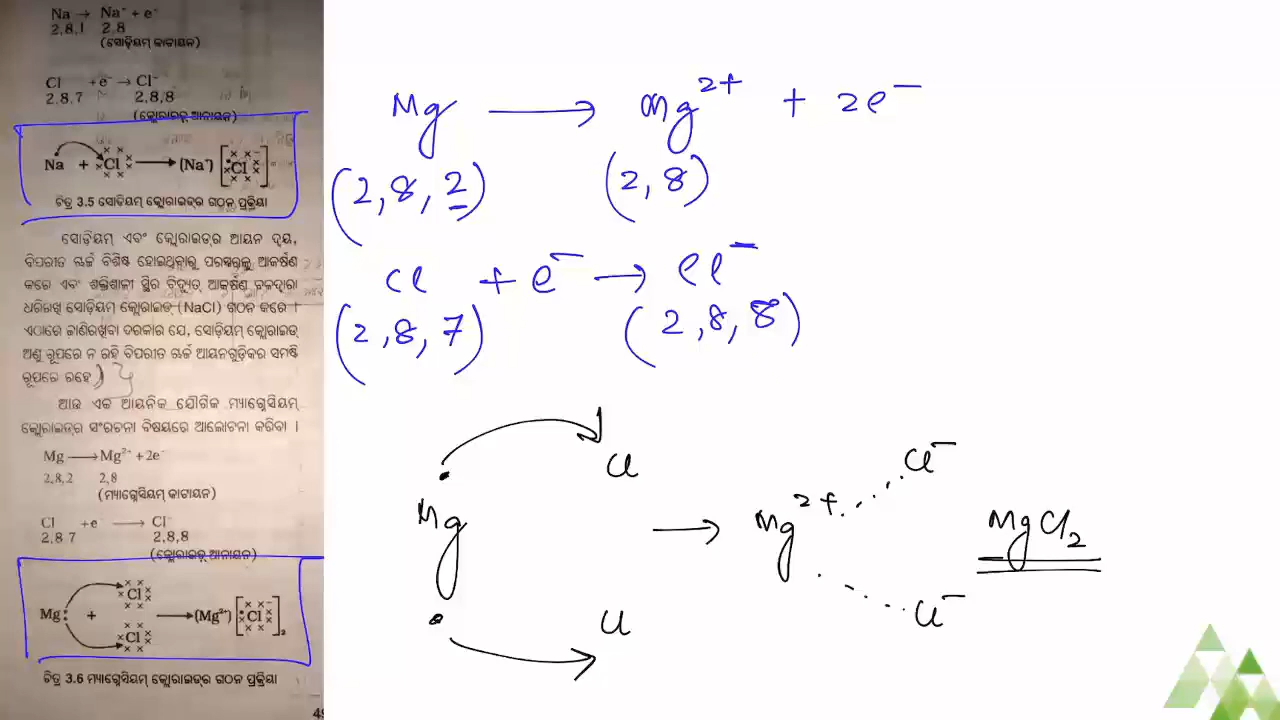 Na → Na⁺ + e⁻
2,8,1 2,8
(ସୋଡ଼ିୟମ୍ କାଟାୟନ)
Cl +e⁻ → Cl⁻
2,8,7 2,8,8
(କ୍ଲୋରାଇଡ୍ ଆନାୟନ)
Na + Cl → (Na⁺) [Cl]⁻
ଚିତ୍ର 3.5 ସୋଡିୟମ୍ କ୍ଲୋରାଇଡ୍‌ର ଗଠନ ପ୍ରକ୍ରିୟା
ସୋଡ଼ିୟମ୍ ଏବଂ କ୍ଲୋରାଇଡ୍‌ର ଆୟନ ଦ୍ୱୟ,
ବିପରୀତ ଚାର୍ଜ ବିଶିଷ୍ଟ ହୋଇଥିବାରୁ ପରସ୍ପରକୁ ଆକର୍ଷଣ
କରେ ଏବଂ ଶକ୍ତିଶାଳୀ ସ୍ଥିର ବିଦ୍ୟୁତ୍ ଆକର୍ଷଣ ବଳଦ୍ୱାରା
ଧରିରଖି ସୋଡ଼ିୟମ୍ କ୍ଲୋରାଇଡ୍ (NaCl) ଗଠନ କରେ ।
ଏଠାରେ ଜାଣିରଖିବା ଦରକାର ଯେ, ସୋଡ଼ିୟମ୍ କ୍ଲୋରାଇଡ୍
ଅଣୁ ରୂପରେ ନ ରହି ବିପରୀତ ଚାର୍ଜ ଆୟନଗୁଡ଼ିକର ସମଷ୍ଟି
ରୂପରେ ରହେ
ଆଉ ଏକ ଆୟନିକ ଯୌଗିକ ମ୍ୟାଗ୍ନେସିୟମ୍
କ୍ଲୋରାଇଡ୍‌ର ସଂରଚନା ବିଷୟରେ ଆଲୋଚନା କରିବା ।
Mg → Mg²⁺ + 2e⁻
2,8,2 2,8
(ମ୍ୟାଗ୍ନେସିୟମ୍ କାଟାୟନ)
Cl +e → Cl⁻
2,8,7 2,8,8
(କ୍ଲୋରାଇଡ୍ ଆନାୟନ)
Mg + Cl Cl → (Mg²⁺) [Cl]⁻₂
ଚିତ୍ର 3.6 ମ୍ୟାଗ୍ନେସିୟମ୍ କ୍ଲୋରାଇଡ୍‌ର ଗଠନ ପ୍ରକ୍ରିୟା
Mg → Mg²⁺ + 2e⁻
(2,8,2) (2,8)
Cl + e⁻ → Cl⁻
(2,8,7) (2,8,8)
Cl Cl⁻
Mg → Mg²⁺ MgCl₂
Cl Cl⁻